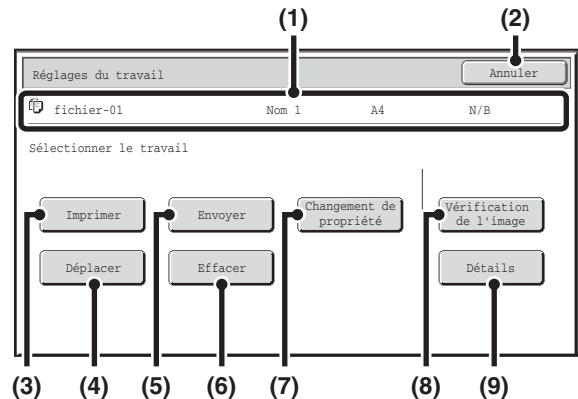 (1) (2)
Réglages du travail Annuler
fichier-01 Nom 1 A4 N/B
Sélectionner le travail
Imprimer Envoyer Changement de propriété Vérification de l'image
Déplacer Effacer Détails
(3) (4) (5) (6) (7) (8) (9)